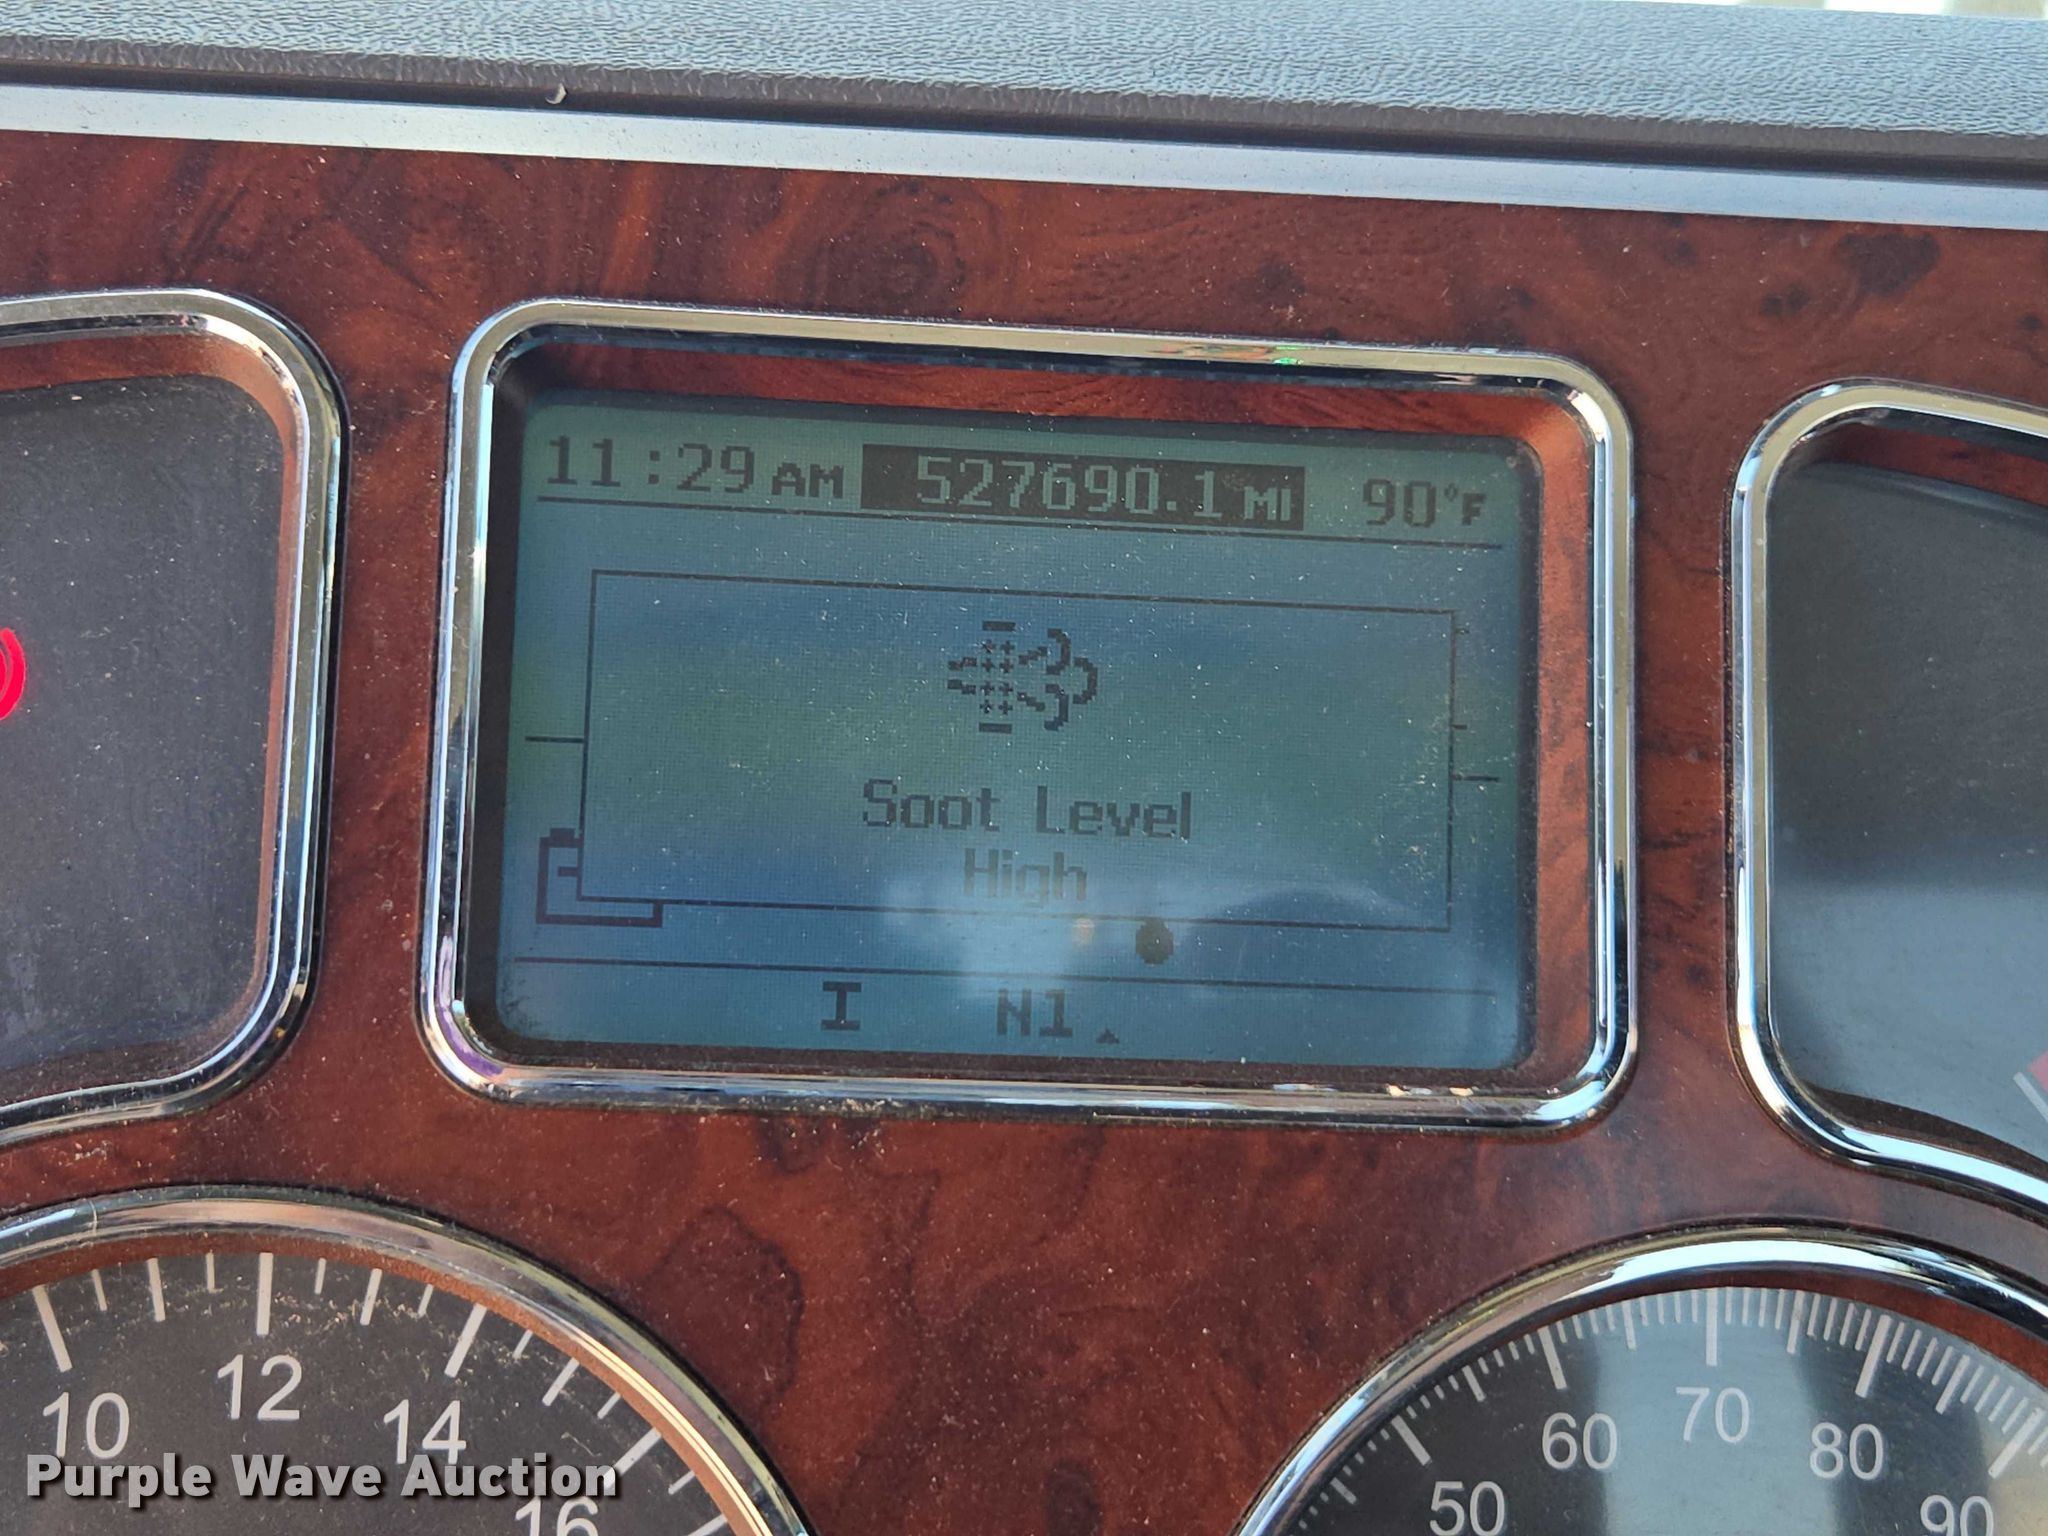 11:29 AM 527690.1 MI 90°F
Soot Level
High
I N1
10 12 14 16
50 60 70 80 90
Purple Wave Auction